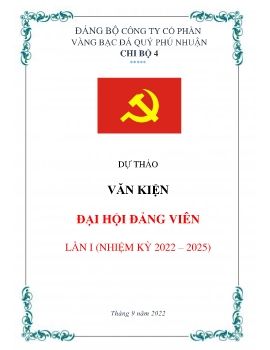 ĐẢNG BỘ CÔNG TY CỔ PHẦN
VÀNG BẠC ĐÁ QUÝ PHÚ NHUẬN
CHI BỘ 4
*****
DỰ THẢO
VĂN KIỆN
ĐẠI HỘI ĐẢNG VIÊN
LẦN I (NHIỆM KỲ 2022 – 2025)
Tháng 9 năm 2022